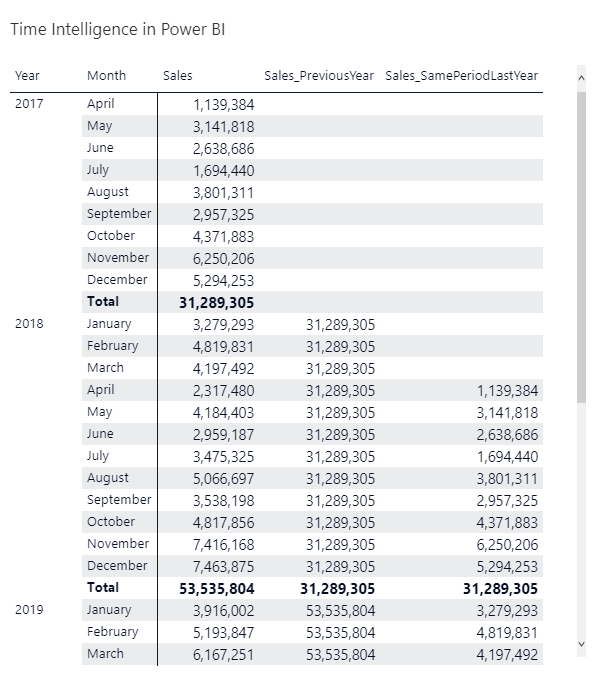 Time Intelligence in Power BI
Year Month Sales Sales_PreviousYear Sales_SamePeriodLastYear
2017 April 1,139,384
May 3,141,818
June 2,638,686
July 1,694,440
August 3,801,311
September 2,957,325
October 4,371,883
November 6,250,206
December 5,294,253
Total 31,289,305
2018 January 3,279,293 31,289,305
February 4,819,831 31,289,305
March 4,197,492 31,289,305
April 2,317,480 31,289,305 1,139,384
May 4,184,403 31,289,305 3,141,818
June 2,959,187 31,289,305 2,638,686
July 3,475,325 31,289,305 1,694,440
August 5,066,697 31,289,305 3,801,311
September 3,538,198 31,289,305 2,957,325
October 4,817,856 31,289,305 4,371,883
November 7,416,168 31,289,305 6,250,206
December 7,463,875 31,289,305 5,294,253
Total 53,535,804 31,289,305 31,289,305
2019 January 3,916,002 53,535,804 3,279,293
February 5,193,847 53,535,804 4,819,831
March 6,167,251 53,535,804 4,197,492